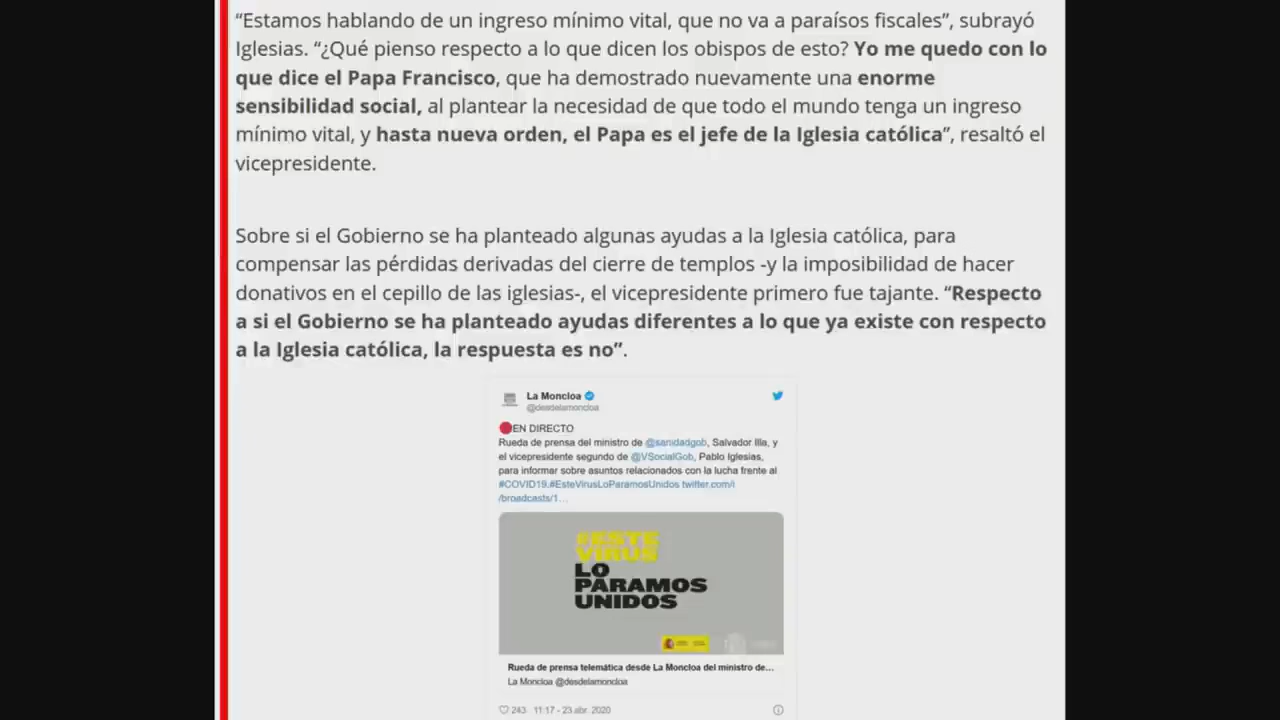 “Estamos hablando de un ingreso mínimo vital, que no va a paraísos fiscales”, subrayó
Iglesias. “¿Qué pienso respecto a lo que dicen los obispos de esto? Yo me quedo con lo
que dice el Papa Francisco, que ha demostrado nuevamente una enorme
sensibilidad social, al plantear la necesidad de que todo el mundo tenga un ingreso
mínimo vital, y hasta nueva orden, el Papa es el jefe de la Iglesia católica”, resaltó el
vicepresidente.
Sobre si el Gobierno se ha planteado algunas ayudas a la Iglesia católica, para
compensar las pérdidas derivadas del cierre de templos -y la imposibilidad de hacer
donativos en el cepillo de las iglesias-, el vicepresidente primero fue tajante. “Respecto
a si el Gobierno se ha planteado ayudas diferentes a lo que ya existe con respecto
a la Iglesia católica, la respuesta es no”.
La Moncloa
@desdelamoncloa
EN DIRECTO
Rueda de prensa del ministro de @sanidadgob, Salvador Illa, y
el vicepresidente segundo de @VSocialGob, Pablo Iglesias,
para informar sobre asuntos relacionados con la lucha frente al
#COVID19.#EsteVirusLoParamosUnidos twitter.com/i
/broadcasts/1…
#ESTE
VIRUS
LO
PARAMOS
UNIDOS
Rueda de prensa telemática desde La Moncloa del ministro de...
La Moncloa @desdelamoncloa
243 11:17 - 23 abr. 2020